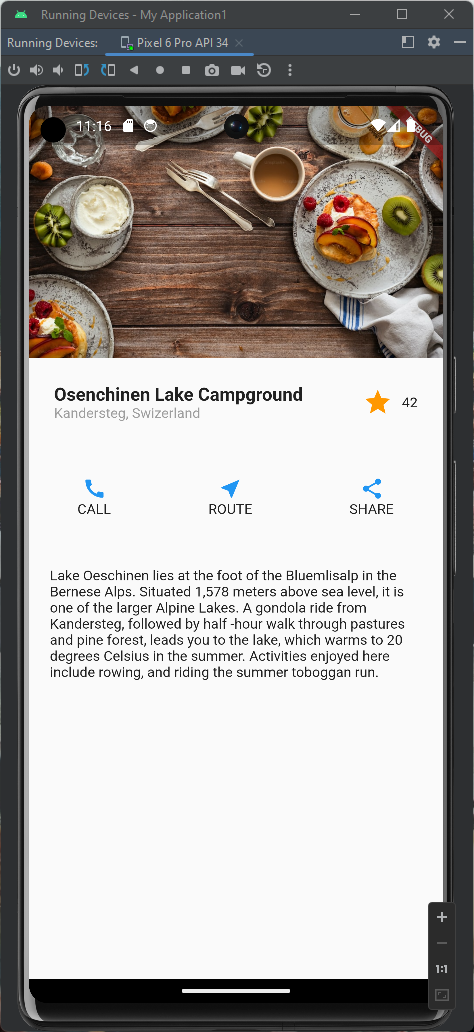 Running Devices - My Application1
Running Devices:
Pixel 6 Pro API 34
11:16
Osenchinen Lake Campground
Kandersteg, Swizerland
42
CALL
ROUTE
SHARE
Lake Oeschinen lies at the foot of the Bluemlisalp in the
Bernese Alps. Situated 1,578 meters above sea level, it is
one of the larger Alpine Lakes. A gondola ride from
Kandersteg, followed by half -hour walk through pastures
and pine forest, leads you to the lake, which warms to 20
degrees Celsius in the summer. Activities enjoyed here
include rowing, and riding the summer toboggan run.
1:1